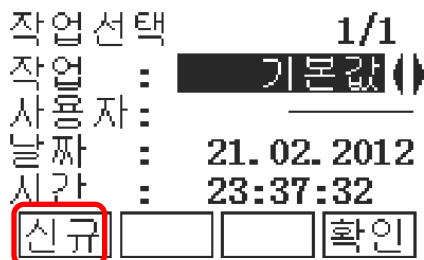 작업선택 1/1
작업 : 기본값
사용자:
날짜 : 21.02.2012
시간 : 23:37:32
신규 확인